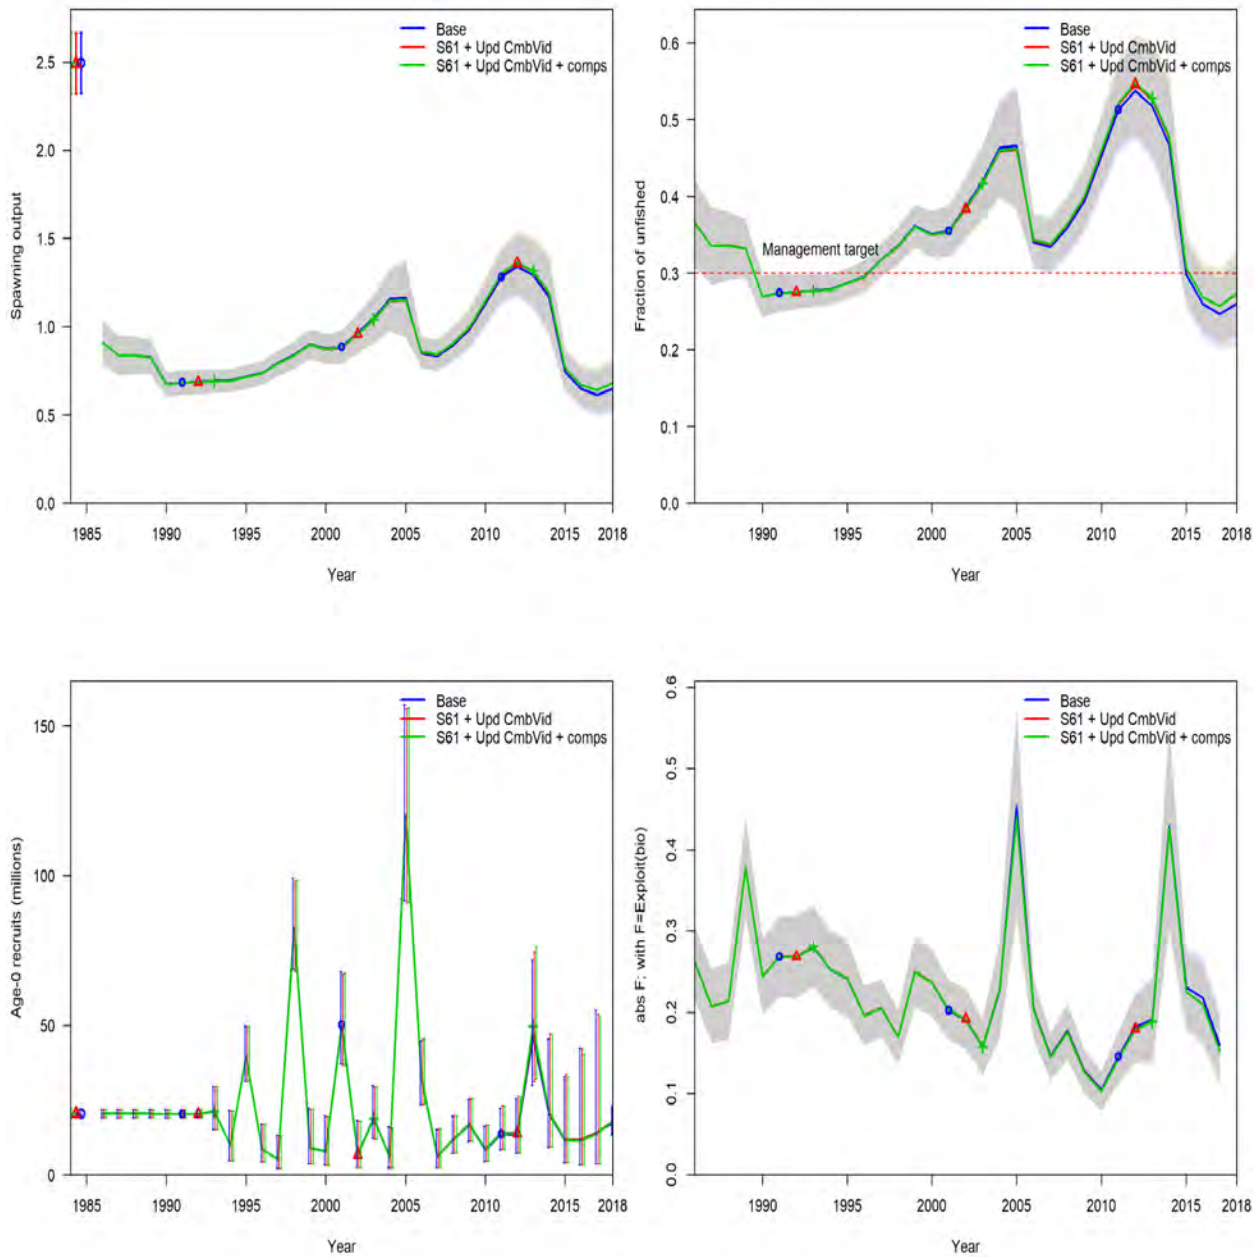 Base
S61 + Upd CmbVid
S61 + Upd CmbVid + comps
2.5
2.0
1.5
1.0
0.5
0.0
Spawning output
1985 1990 1995 2000 2005 2010 2015 2018
Year
Base
S61 + Upd CmbVid
S61 + Upd CmbVid + comps
0.6
0.5
0.4
0.3
0.2
0.1
0.0
Fraction of unfished
Management target
1990 1995 2000 2005 2010 2015 2018
Year
Base
S61 + Upd CmbVid
S61 + Upd CmbVid + comps
150
100
50
0
Age-0 recruits (millions)
1985 1990 1995 2000 2005 2010 2015 2018
Year
Base
S61 + Upd CmbVid
S61 + Upd CmbVid + comps
0.6
0.5
0.4
0.3
0.2
0.1
0.0
abs F; with F=Exploit(bio)
1990 1995 2000 2005 2010 2015 2018
Year